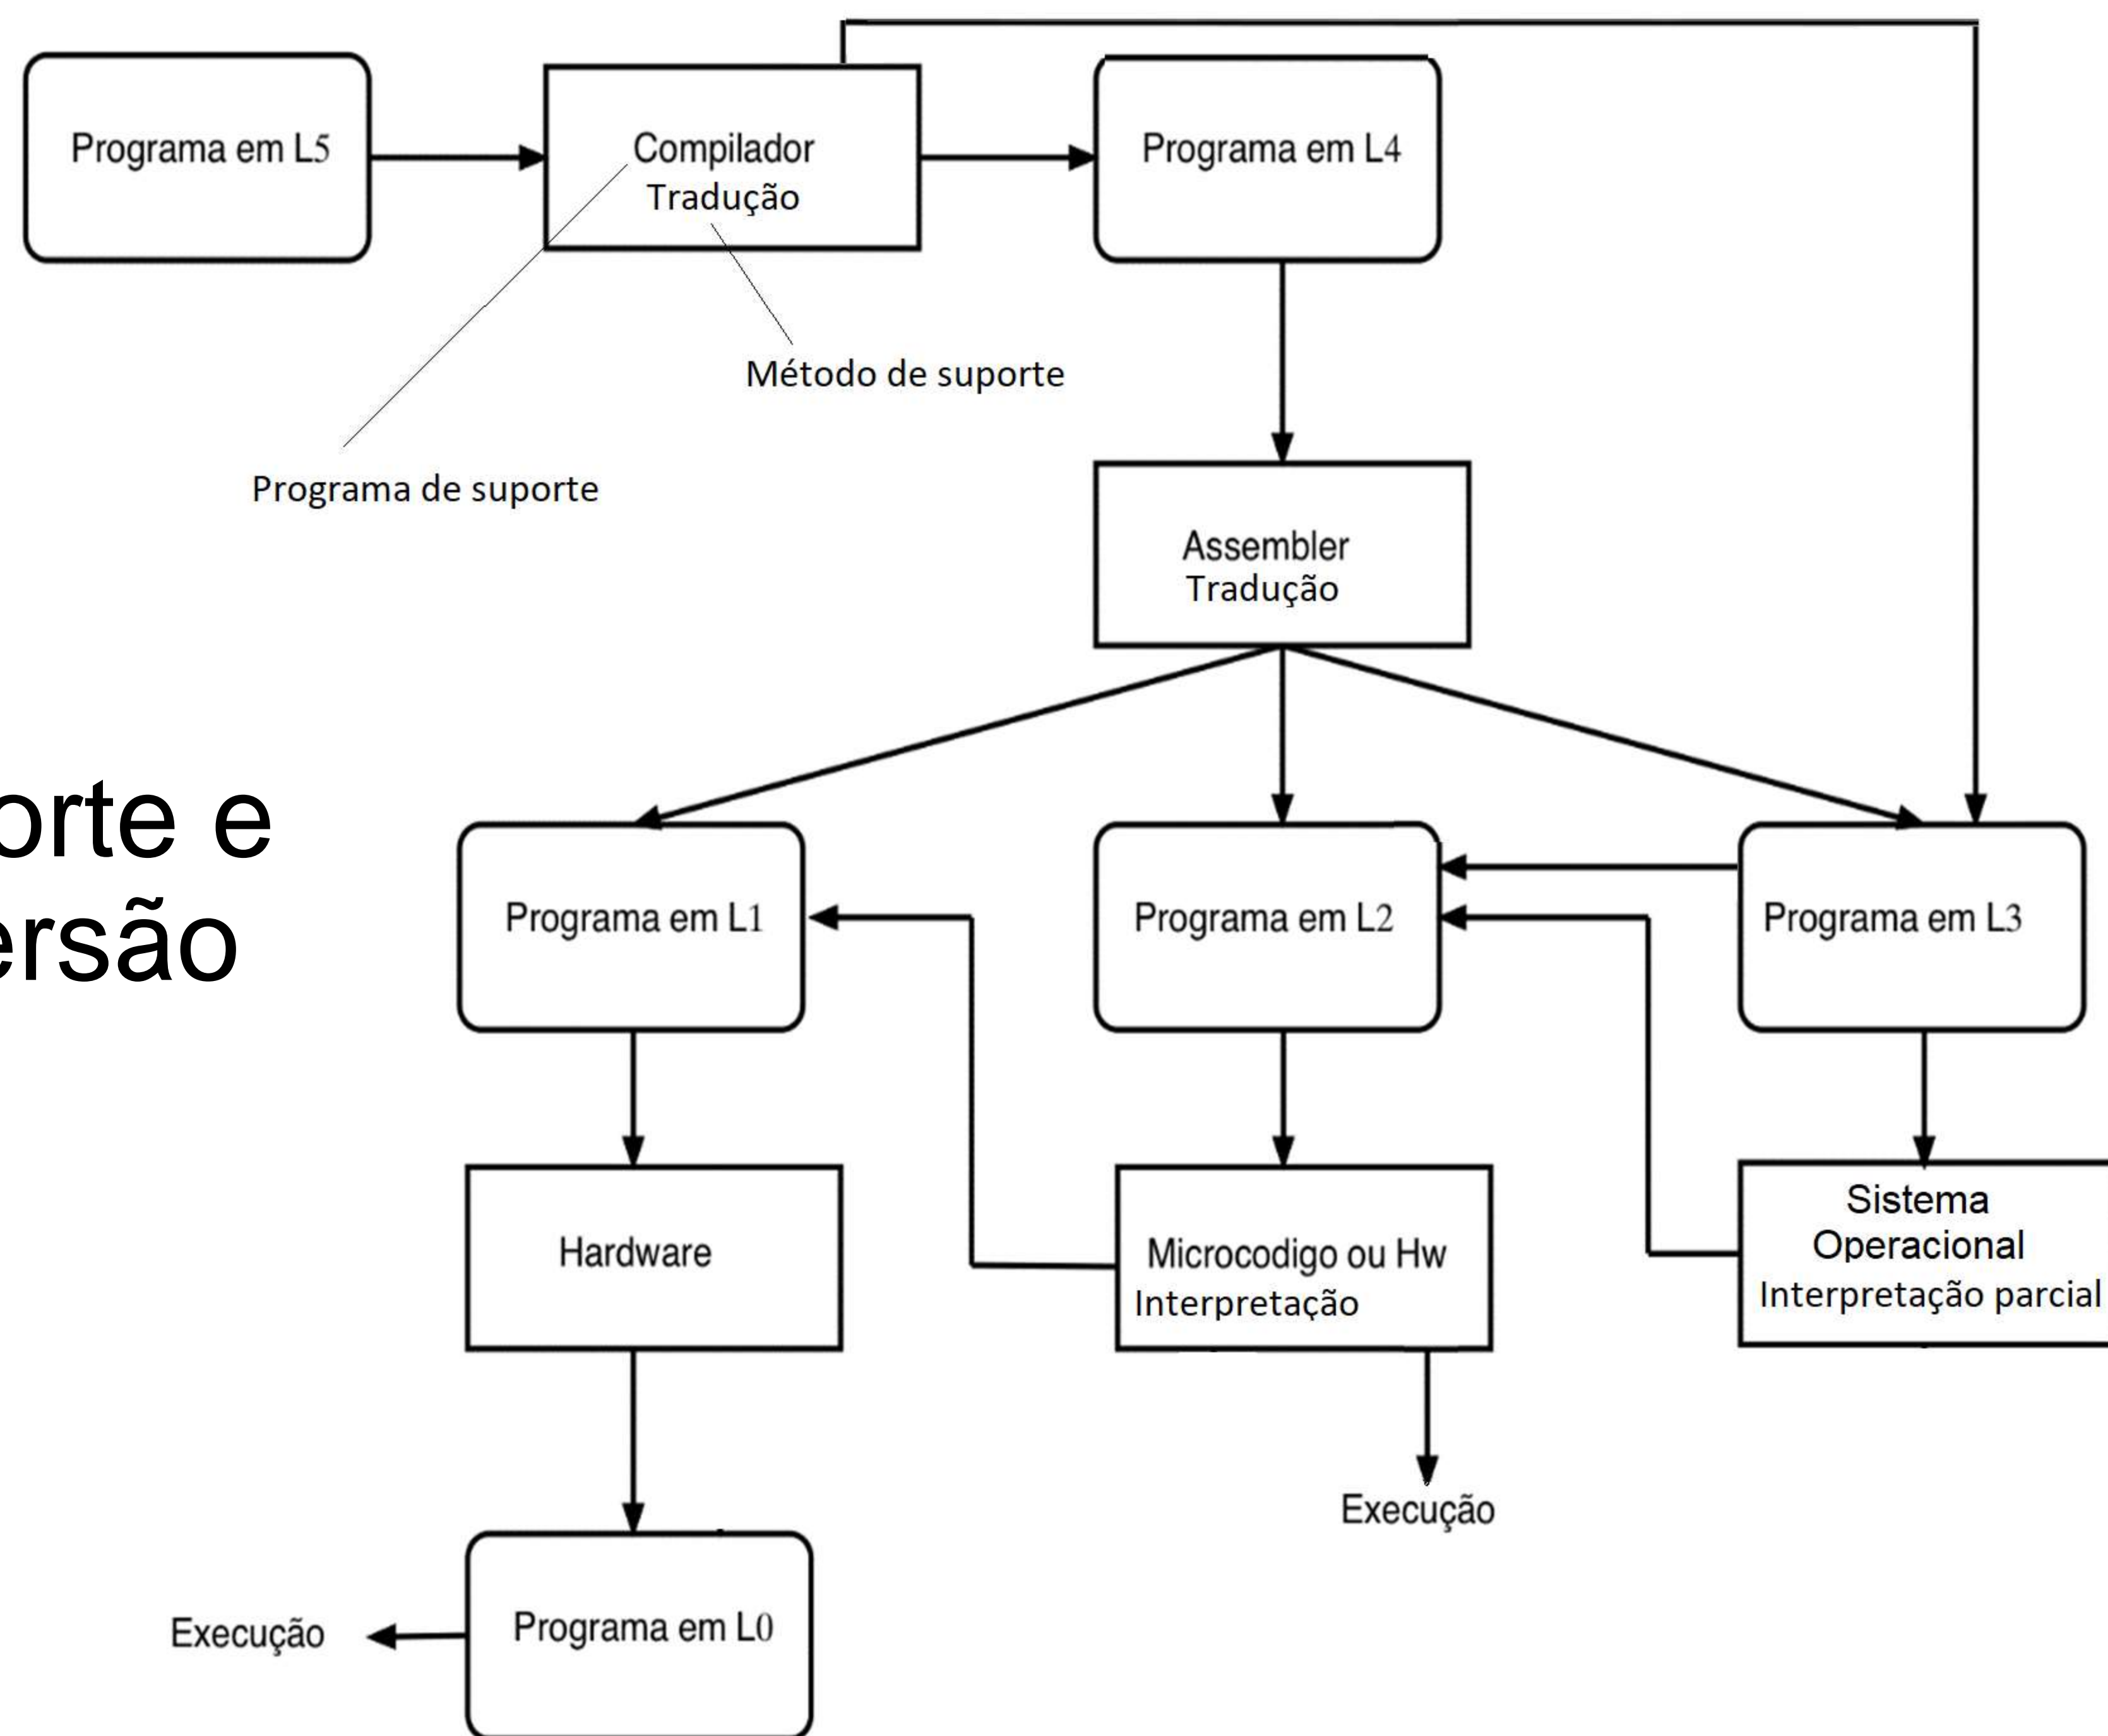 Programa em L5
Compilador
Tradução
Programa em L4
Método de suporte
Programa de suporte
Assembler
Tradução
orte e
ersão
Programa em L1
Programa em L2
Programa em L3
Hardware
Microcodigo ou Hw
Interpretação
Sistema
Operacional
Interpretação parcial
Execução
Execução
Programa em L0